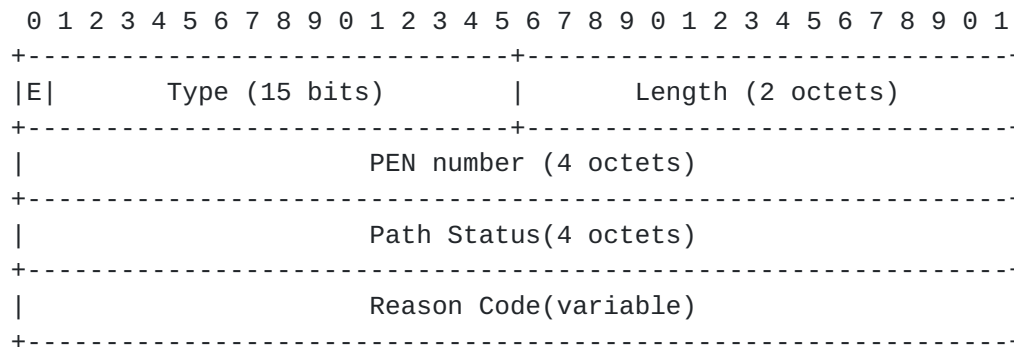 0 1 2 3 4 5 6 7 8 9 0 1 2 3 4 5 6 7 8 9 0 1 2 3 4 5 6 7 8 9 0 1
+-------------------------------+-------------------------------+
|E|       Type (15 bits)        |       Length (2 octets)
+-------------------------------+-------------------------------+
|                      PEN number (4 octets)
+---------------------------------------------------------------+
|                      Path Status(4 octets)
+---------------------------------------------------------------+
|                      Reason Code(variable)
+---------------------------------------------------------------+